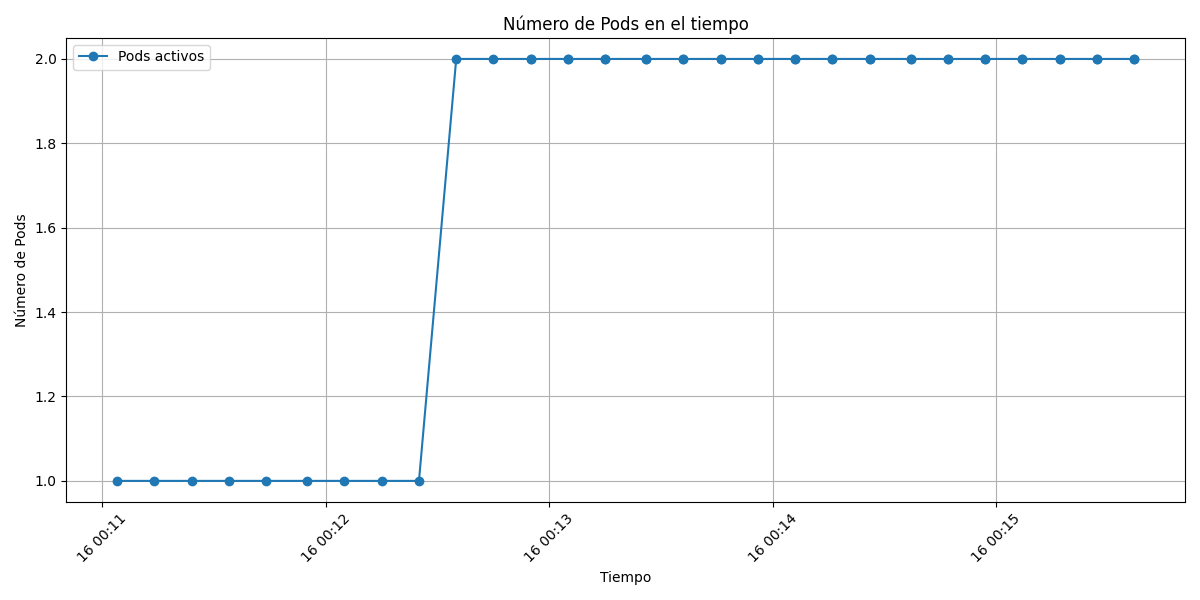 Número de Pods en el tiempo
Pods activos
Número de Pods
2.0
1.8
1.6
1.4
1.2
1.0
16 00:11
16 00:12
16 00:13
16 00:14
16 00:15
Tiempo